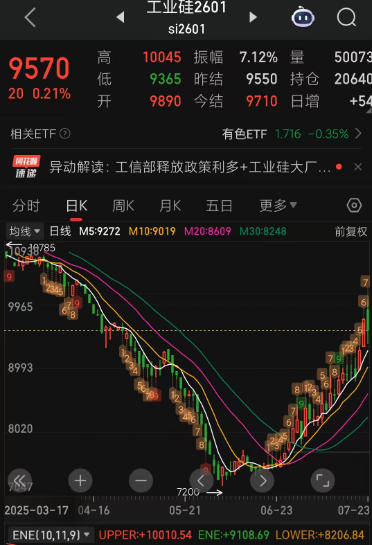 工业硅2601
si2601
9570
20 0.21%
高 10045 振幅 7.12% 量 50073
低 9365 昨结 9550 持仓 20640
开 9890 今结 9710 日增 +54
相关ETF ? 有色ETF 1.716 -0.35%
同花顺速递 异动解读：工信部释放政策利多+工业硅大厂...
分时 日K 周K 月K 五日 更多
均线 日线 M5:9272 M10:9019 M20:8609 M30:8248 前复权
10938
10785
9965
8993
8020
7200
2025-03-17 04-16 05-21 06-23 07-23
ENE(10,11,9) UPPER:+10010.54 ENE:+9108.69 LOWER:+8206.84